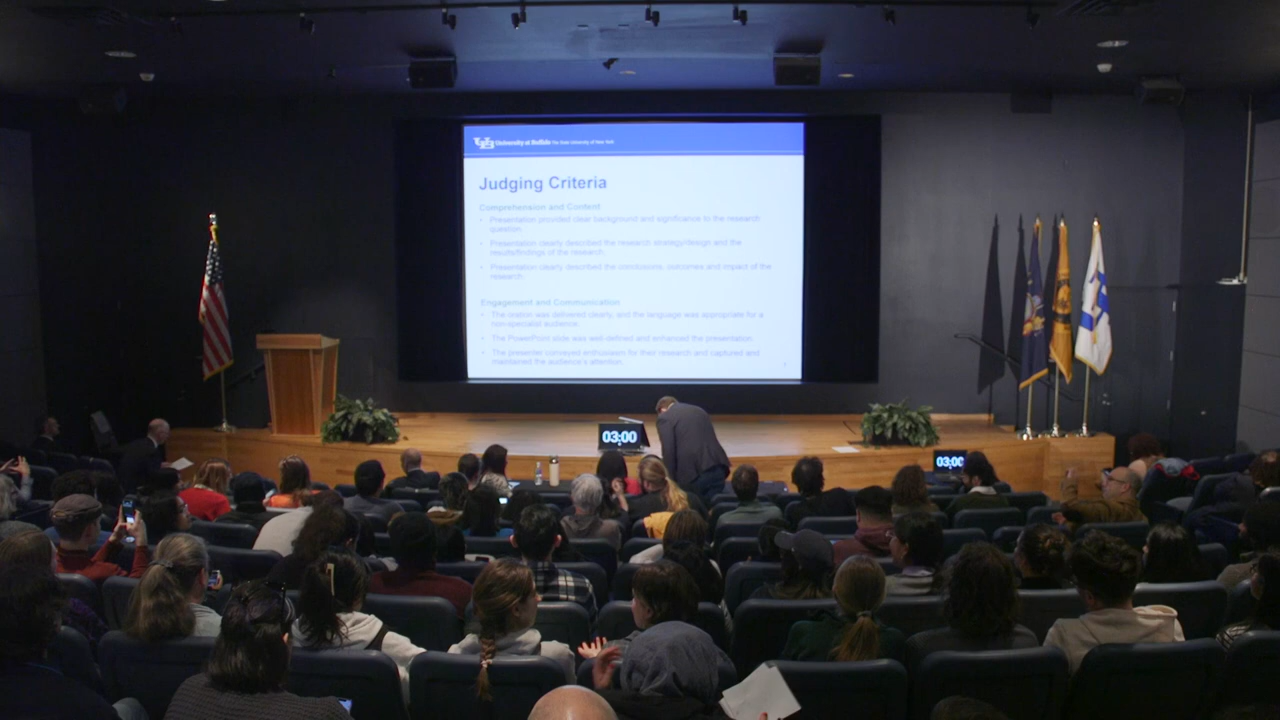 UB University at Buffalo The State University of New York
Judging Criteria
Comprehension and Content
• Presentation provided clear background and significance to the research
question.
• Presentation clearly described the research strategy/design and the
results/findings of the research.
• Presentation clearly described the conclusions, outcomes and impact of the
research.
Engagement and Communication
• The oration was delivered clearly, and the language was appropriate for a
non-specialist audience.
• The PowerPoint slide was well-defined and enhanced the presentation.
• The presenter conveyed enthusiasm for their research and captured and
maintained the audience's attention.
03:00
03:00